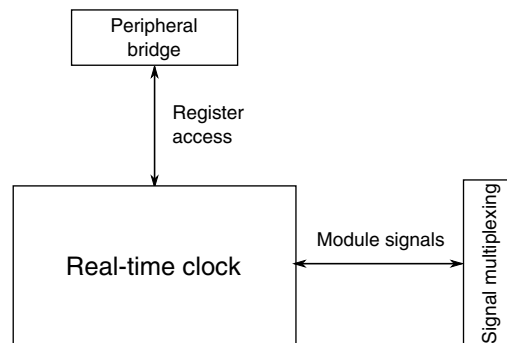 Peripheral
bridge
Register
access
Real-time clock
Module signals
Signal multiplexing